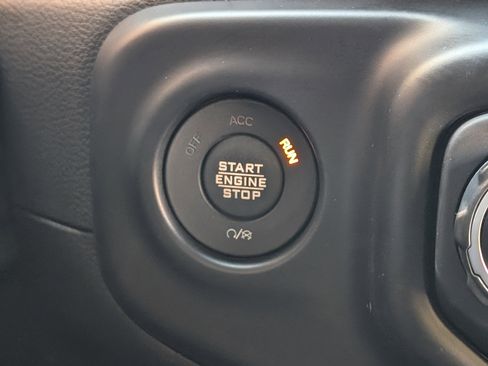 ACC
OFF
RUN
START
ENGINE
STOP